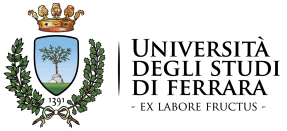 UNIVERSITÀ
DEGLI STUDI
DI FERRARA
- EX LABORE FRUCTUS -
1391